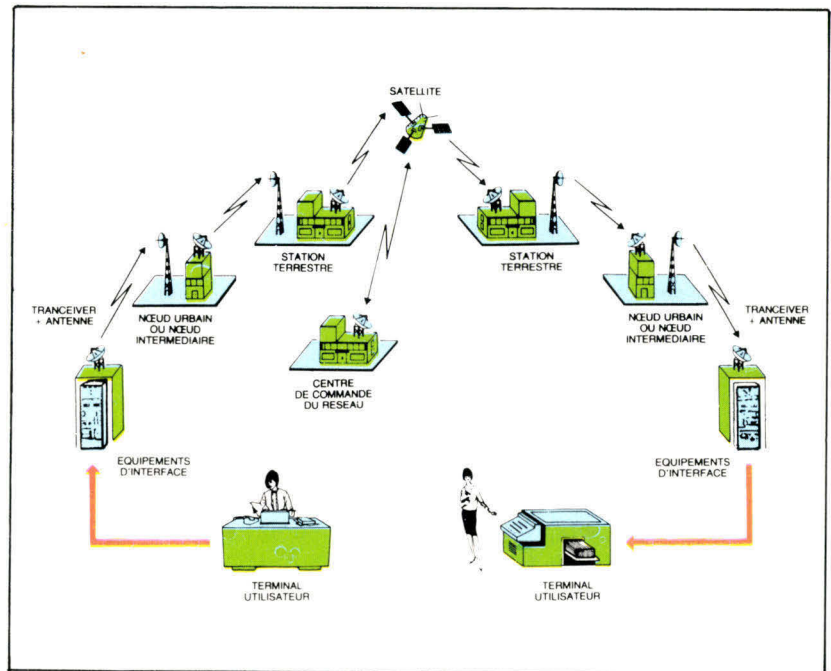 SATELLITE
STATION
TERRESTRE
STATION
TERRESTRE
TRANCEIVER
+ ANTENNE
NŒUD URBAIN
OU NŒUD
INTERMEDIAIRE
NŒUD URBAIN
OU NŒUD
INTERMEDIAIRE
TRANCEIVER
+ ANTENNE
CENTRE
DE COMMANDE
DU RESEAU
EQUIPEMENTS
D'INTERFACE
EQUIPEMENTS
D'INTERFACE
TERMINAL
UTILISATEUR
TERMINAL
UTILISATEUR